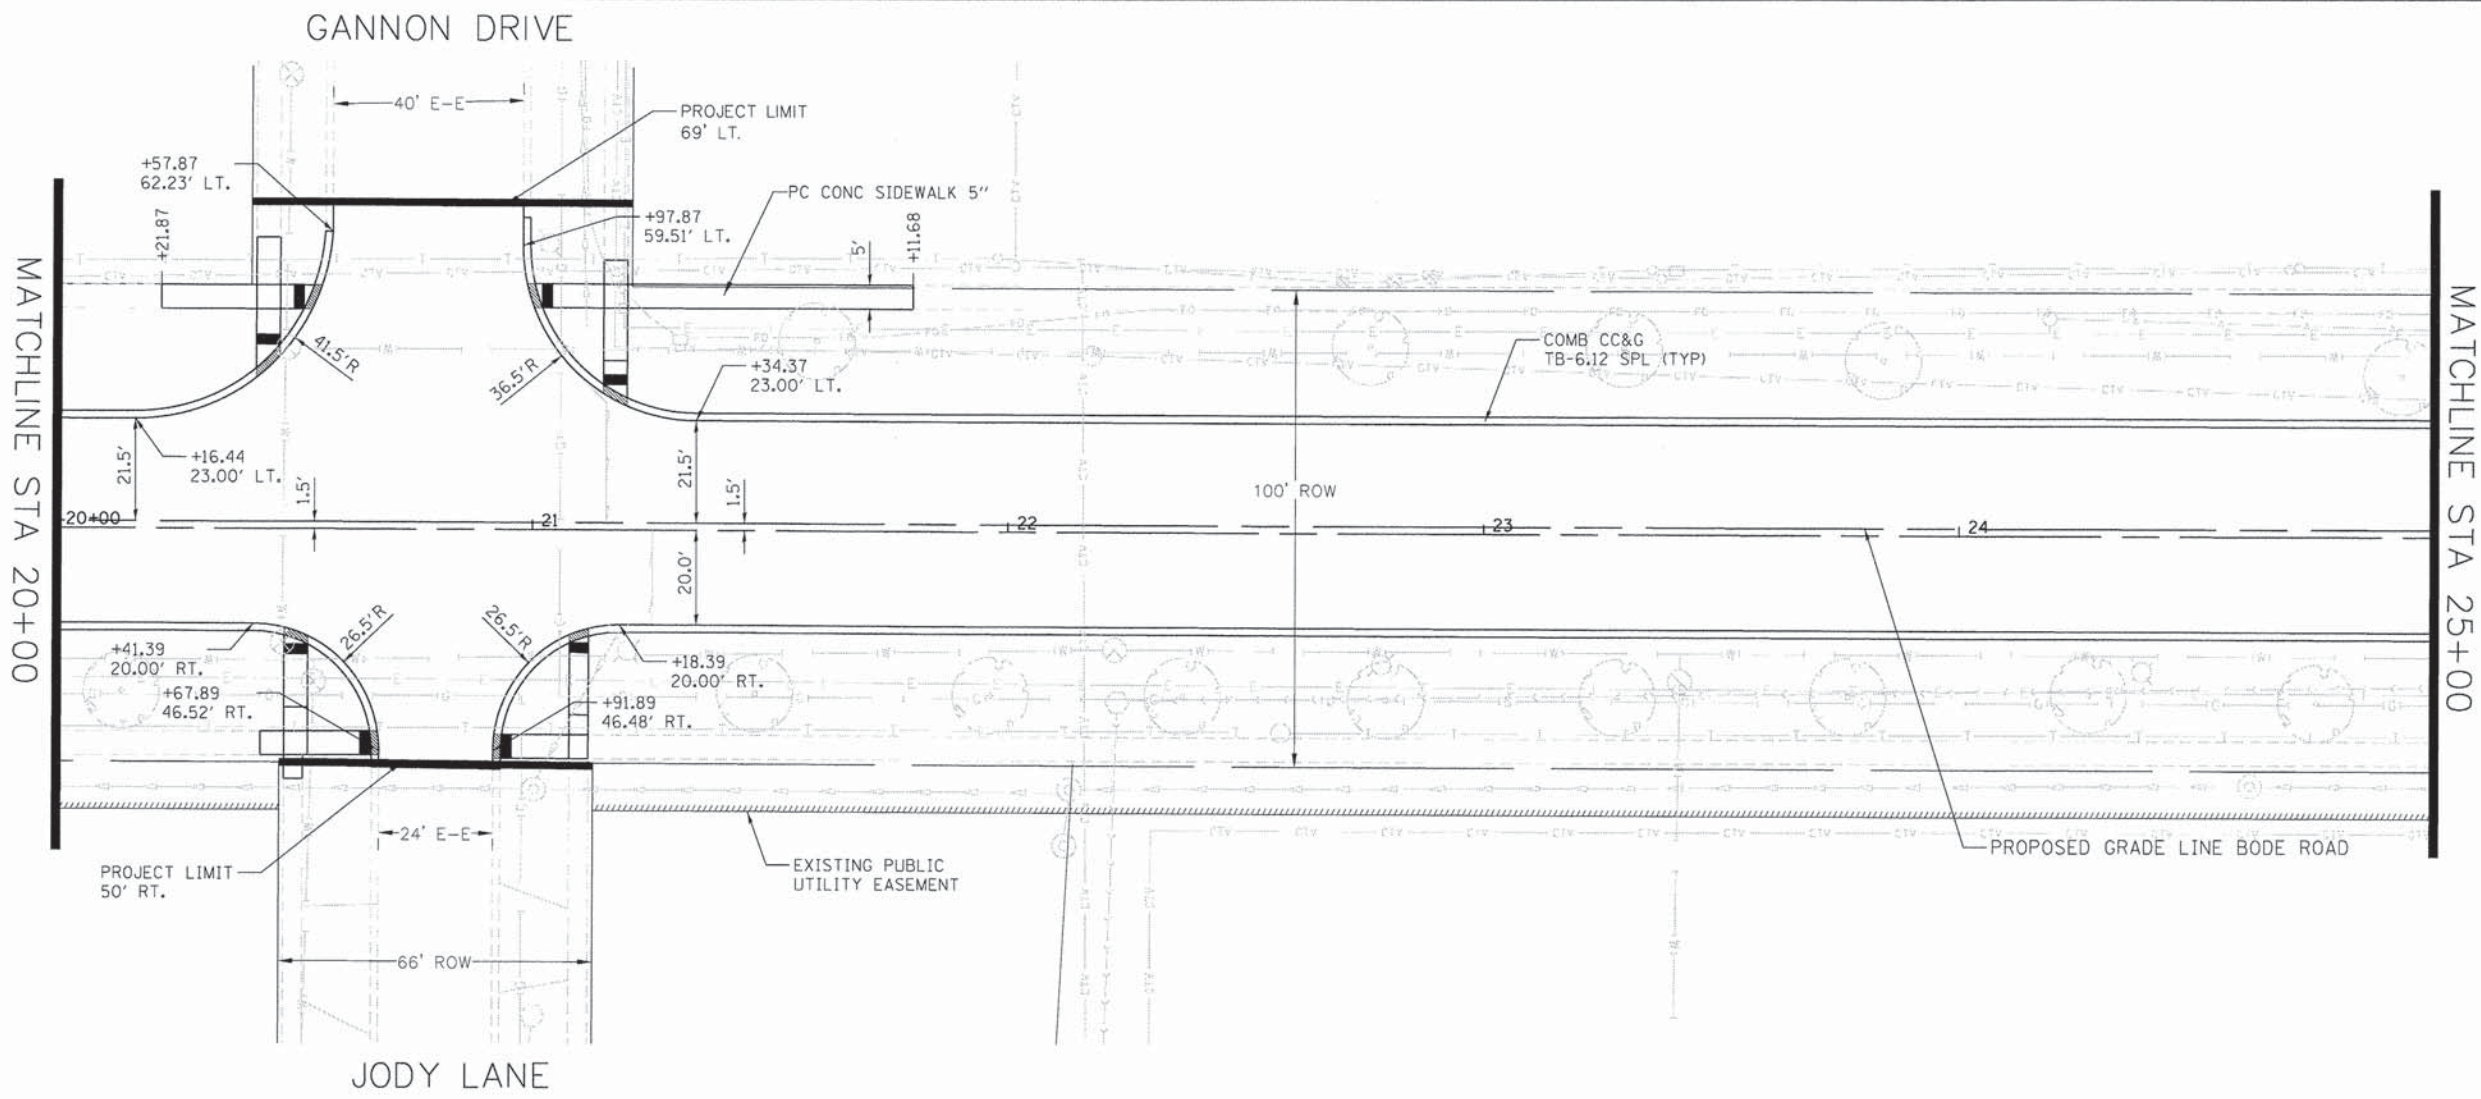 GANNON DRIVE
40' E-E
PROJECT LIMIT
69' LT.
+57.87
62.23' LT.
+21.87
PC CONC SIDEWALK 5"
+97.87
59.51' LT.
5'
+11.68
MATCHLINE STA 20+00
MATCHLINE STA 25+00
41.5'R
36.5'R
+34.37
23.00' LT.
COMB CC&G
TB-6.12 SPL (TYP)
21.5'
+16.44
23.00' LT.
1.5'
21.5'
1.5'
100' ROW
20+00
21
22
23
24
20.0'
26.5'R
26.5'R
+41.39
20.00' RT.
+67.89
46.52' RT.
+18.39
20.00' RT.
+91.89
46.48' RT.
24' E-E
PROJECT LIMIT
50' RT.
EXISTING PUBLIC
UTILITY EASEMENT
PROPOSED GRADE LINE BODE ROAD
66' ROW
JODY LANE